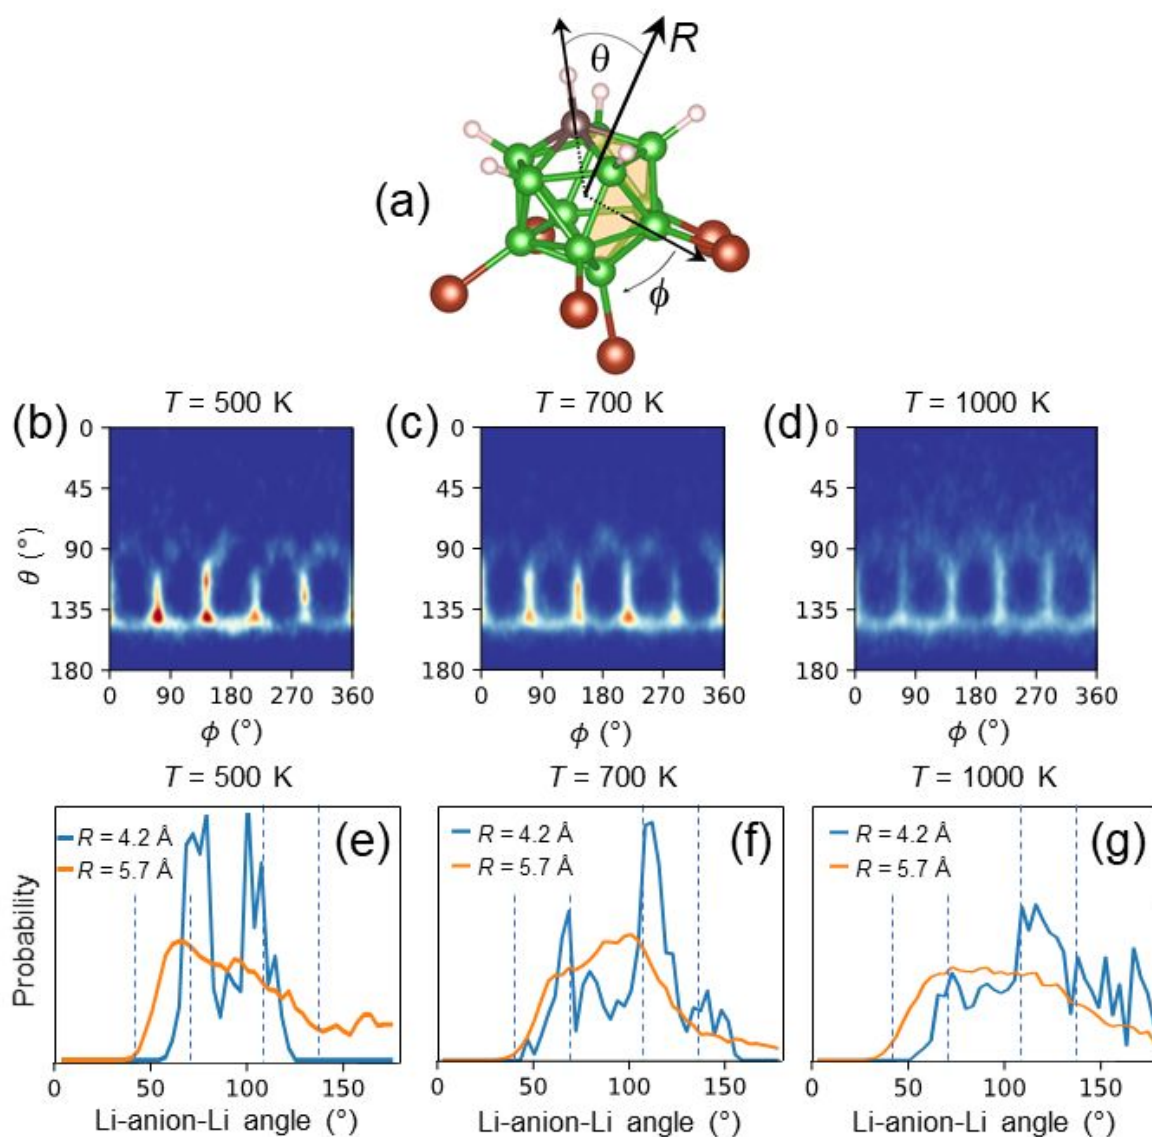 θ
R
(a)
ϕ
T = 500 K
T = 700 K
T = 1000 K
(b)
(c)
(d)
0
45
90
135
180
θ (°)
0 90 180 270 360
ϕ (°)
0
45
90
135
180
0 90 180 270 360
ϕ (°)
0
45
90
135
180
0 90 180 270 360
ϕ (°)
T = 500 K
T = 700 K
T = 1000 K
Probability
R = 4.2 Å
R = 5.7 Å
(e)
0 50 100 150
Li-anion-Li angle (°)
R = 4.2 Å
R = 5.7 Å
(f)
0 50 100 150
Li-anion-Li angle (°)
R = 4.2 Å
R = 5.7 Å
(g)
0 50 100 150
Li-anion-Li angle (°)